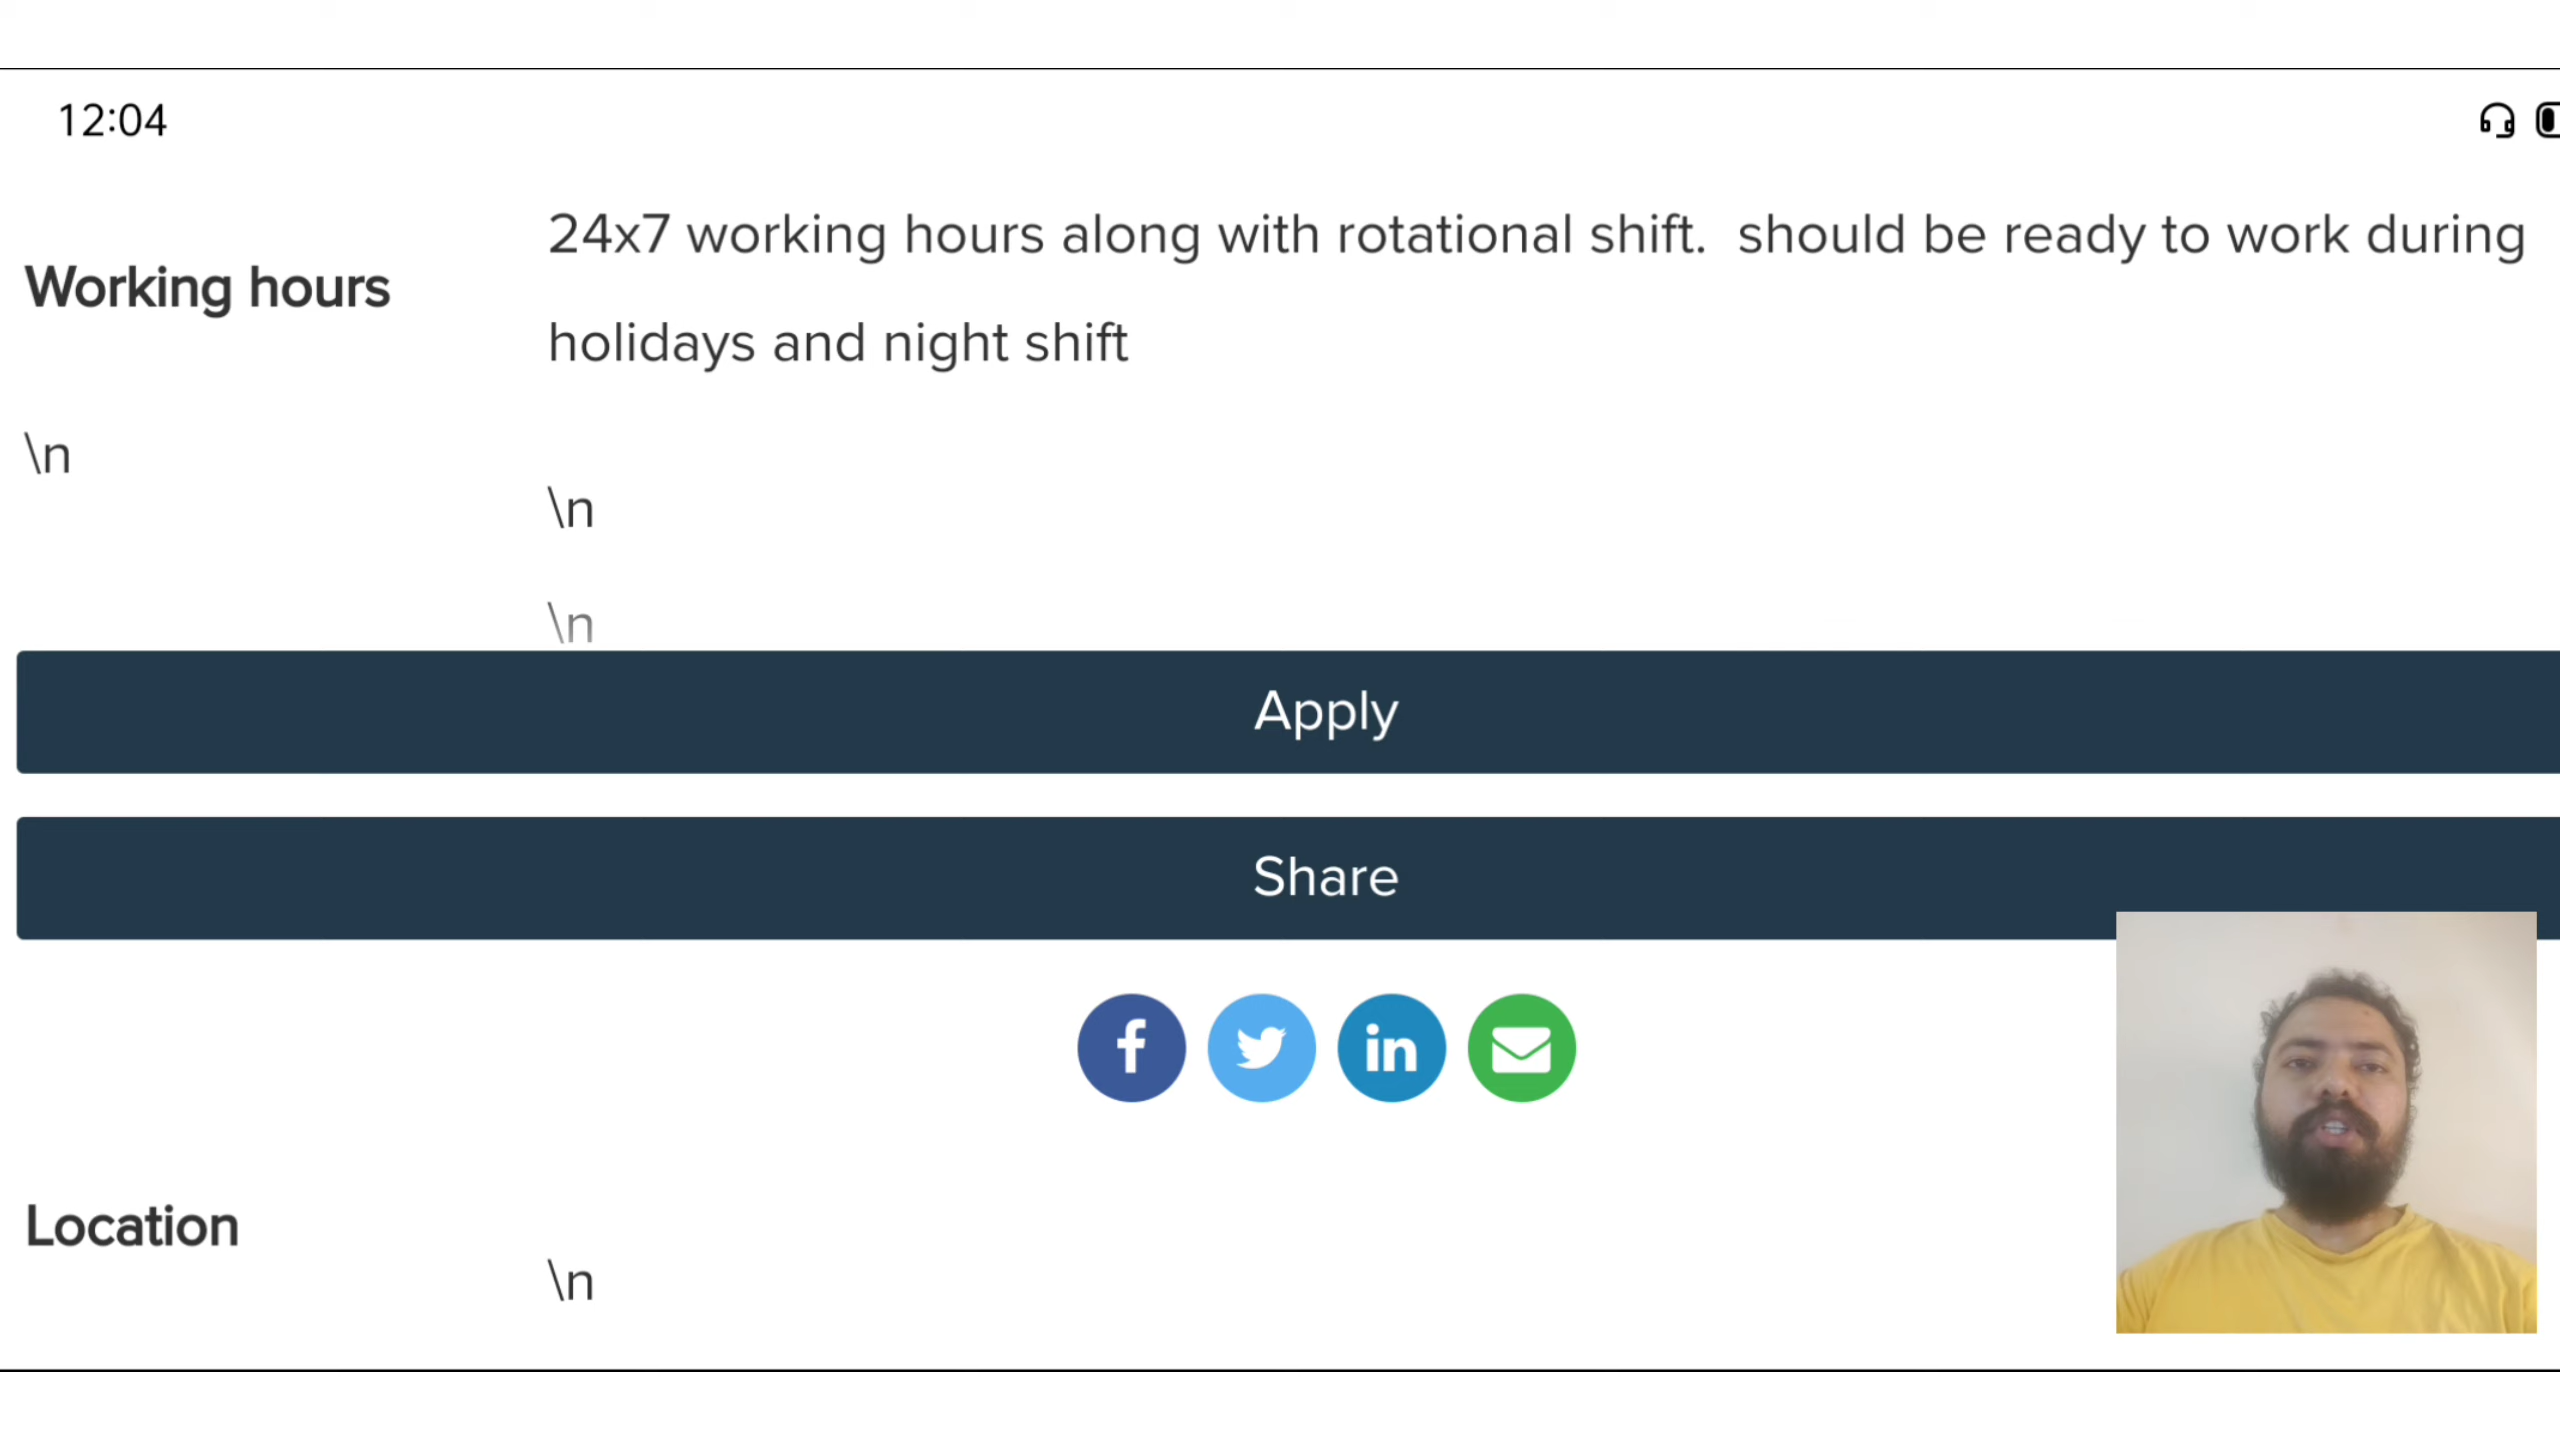 12:04
24x7 working hours along with rotational shift.  should be ready to work during
Working hours
holidays and night shift
\n
\n
\n
Apply
Share
f
in
Location
\n